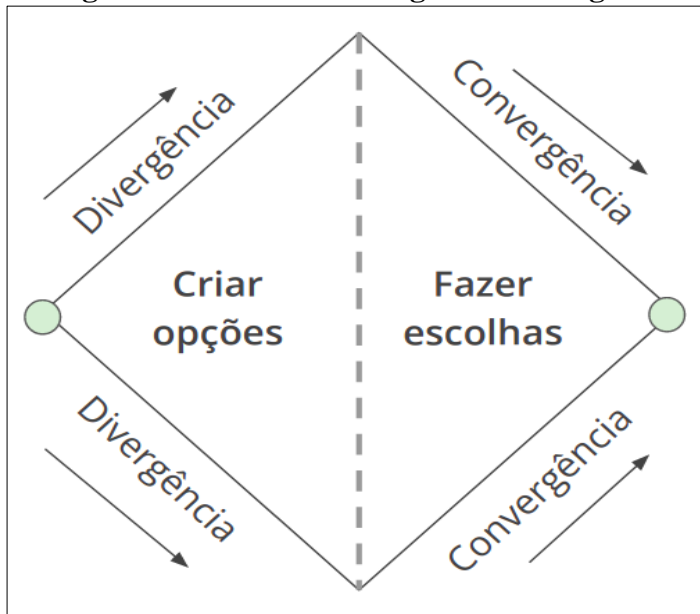 Divergência
Convergência
Criar
opções
Fazer
escolhas
Divergência
Convergência